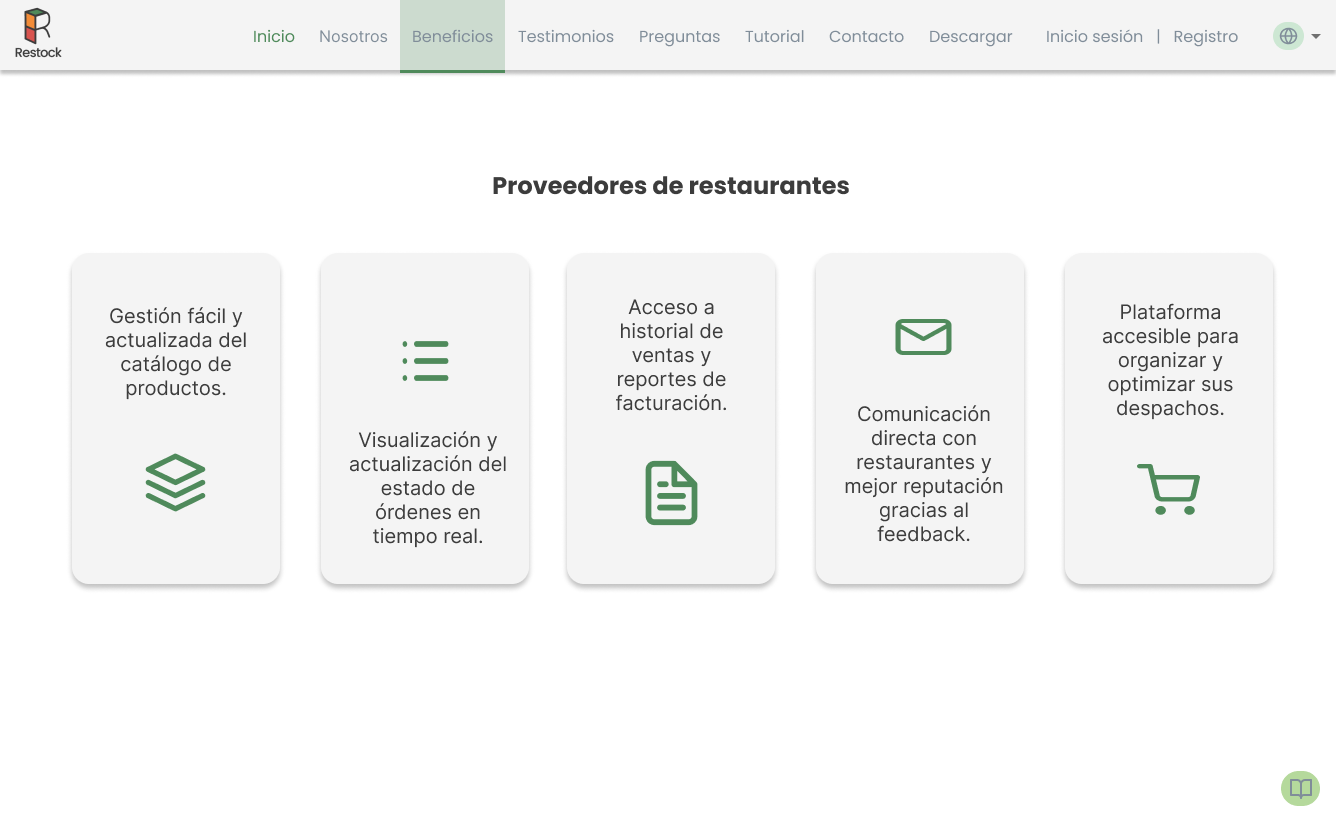 Restock
Inicio Nosotros Beneficios Testimonios Preguntas Tutorial Contacto Descargar Inicio sesión | Registro
Proveedores de restaurantes
Gestión fácil y
actualizada del
catálogo de
productos.
Visualización y
actualización del
estado de
órdenes en
tiempo real.
Acceso a
historial de
ventas y
reportes de
facturación.
Comunicación
directa con
restaurantes y
mejor reputación
gracias al
feedback.
Plataforma
accesible para
organizar y
optimizar sus
despachos.